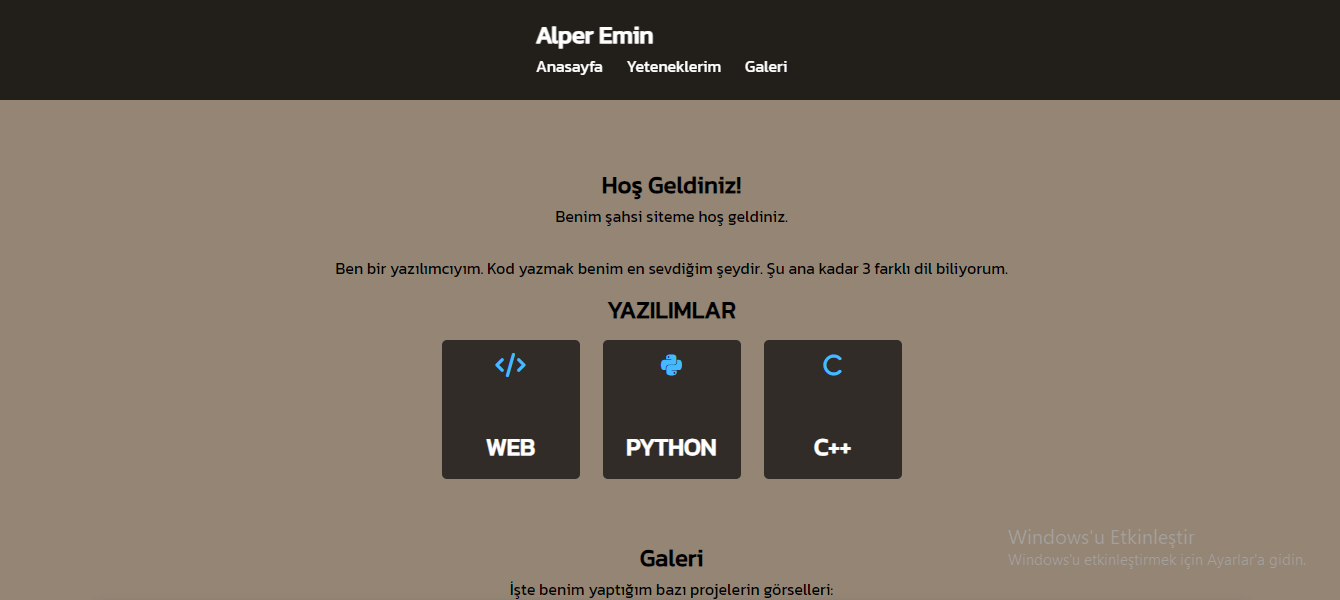 Alper Emin
Anasayfa Yeteneklerim Galeri
Hoş Geldiniz!
Benim şahsi siteme hoş geldiniz.
Ben bir yazılımcıyım. Kod yazmak benim en sevdiğim şeydir. Şu ana kadar 3 farklı dil biliyorum.
YAZILIMLAR
WEB PYTHON C++
Windows'u Etkinleştir
Windows'u etkinleştirmek için Ayarlar'a gidin.
Galeri
İşte benim yaptığım bazı projelerin görselleri: